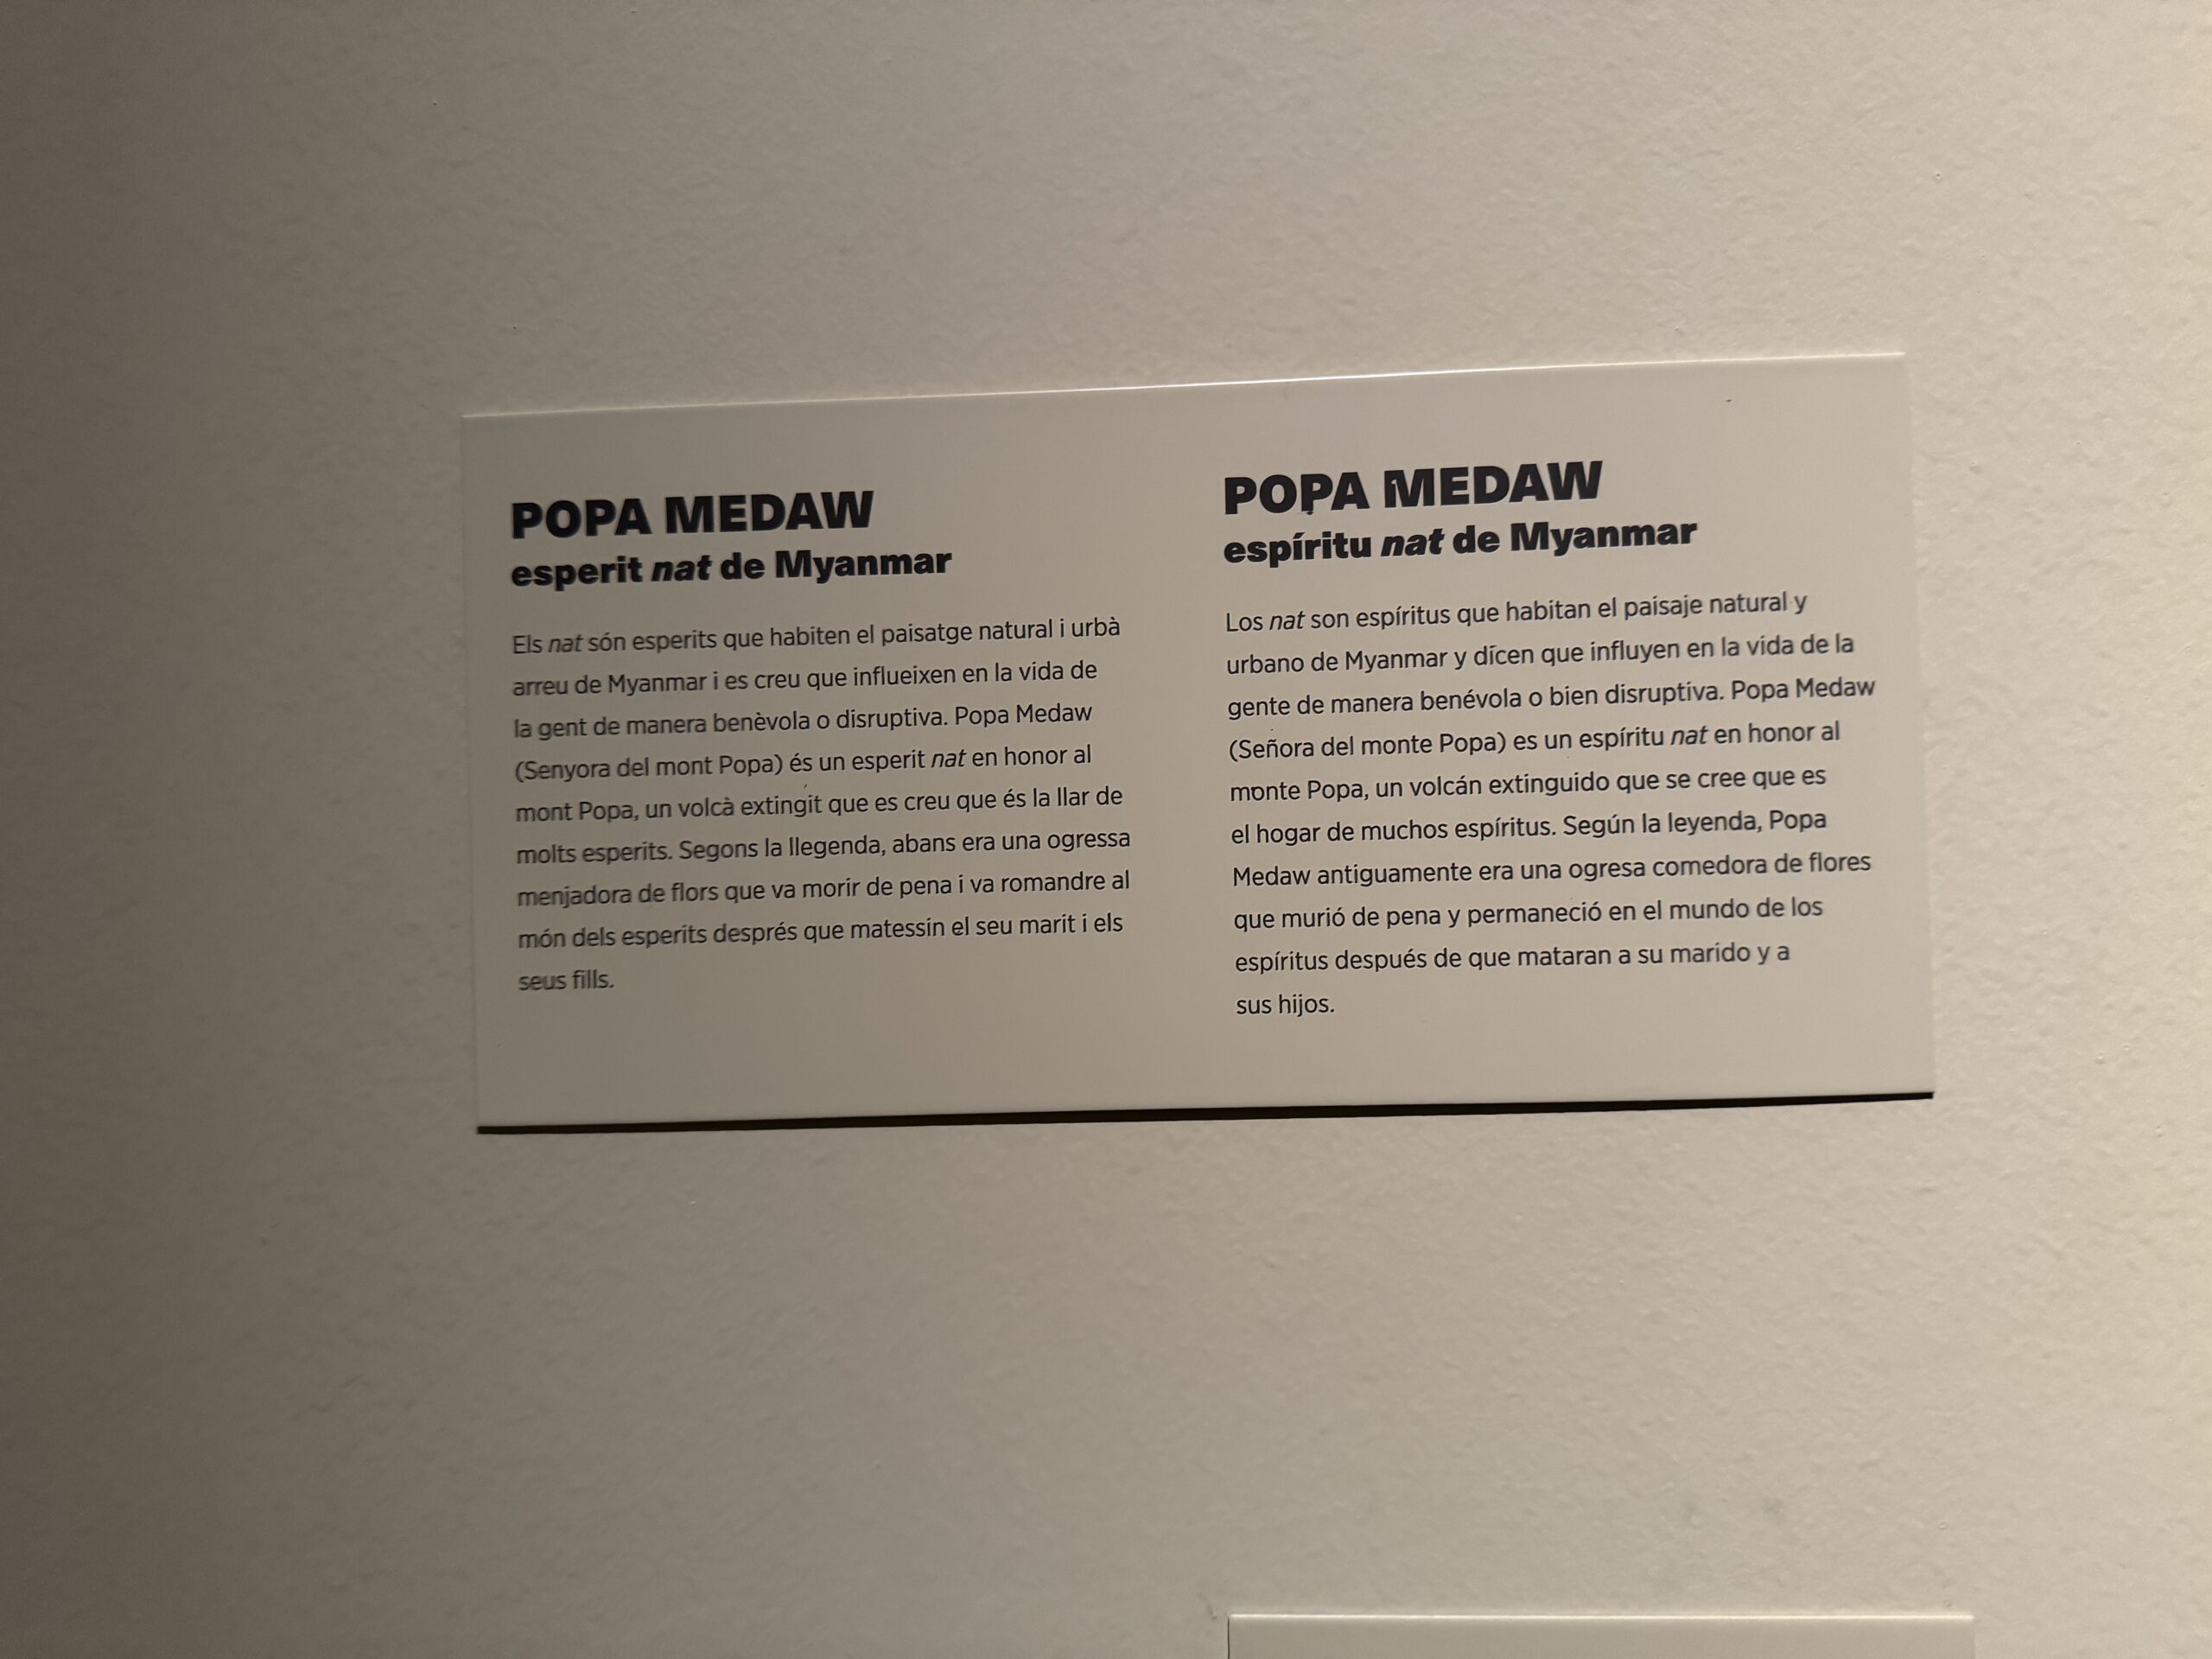 POPA MEDAW
esperit nat de Myanmar
Els nat són esperits que habiten el paisatge natural i urbà
arreu de Myanmar i es creu que influeixen en la vida de
la gent de manera benèvola o disruptiva. Popa Medaw
(Senyora del mont Popa) és un esperit nat en honor al
mont Popa, un volcà extingit que es creu que és la llar de
molts esperits. Segons la llegenda, abans era una ogressa
menjadora de flors que va morir de pena i va romandre al
món dels esperits després que matessin el seu marit i els
seus fills.
POPA MEDAW
espíritu nat de Myanmar
Los nat son espíritus que habitan el paisaje natural y
urbano de Myanmar y dicen que influyen en la vida de la
gente de manera benévola o bien disruptiva. Popa Medaw
(Señora del monte Popa) es un espíritu nat en honor al
monte Popa, un volcán extinguido que se cree que es
el hogar de muchos espíritus. Según la leyenda, Popa
Medaw antiguamente era una ogresa comedora de flores
que murió de pena y permaneció en el mundo de los
espíritus después de que mataran a su marido y a
sus hijos.